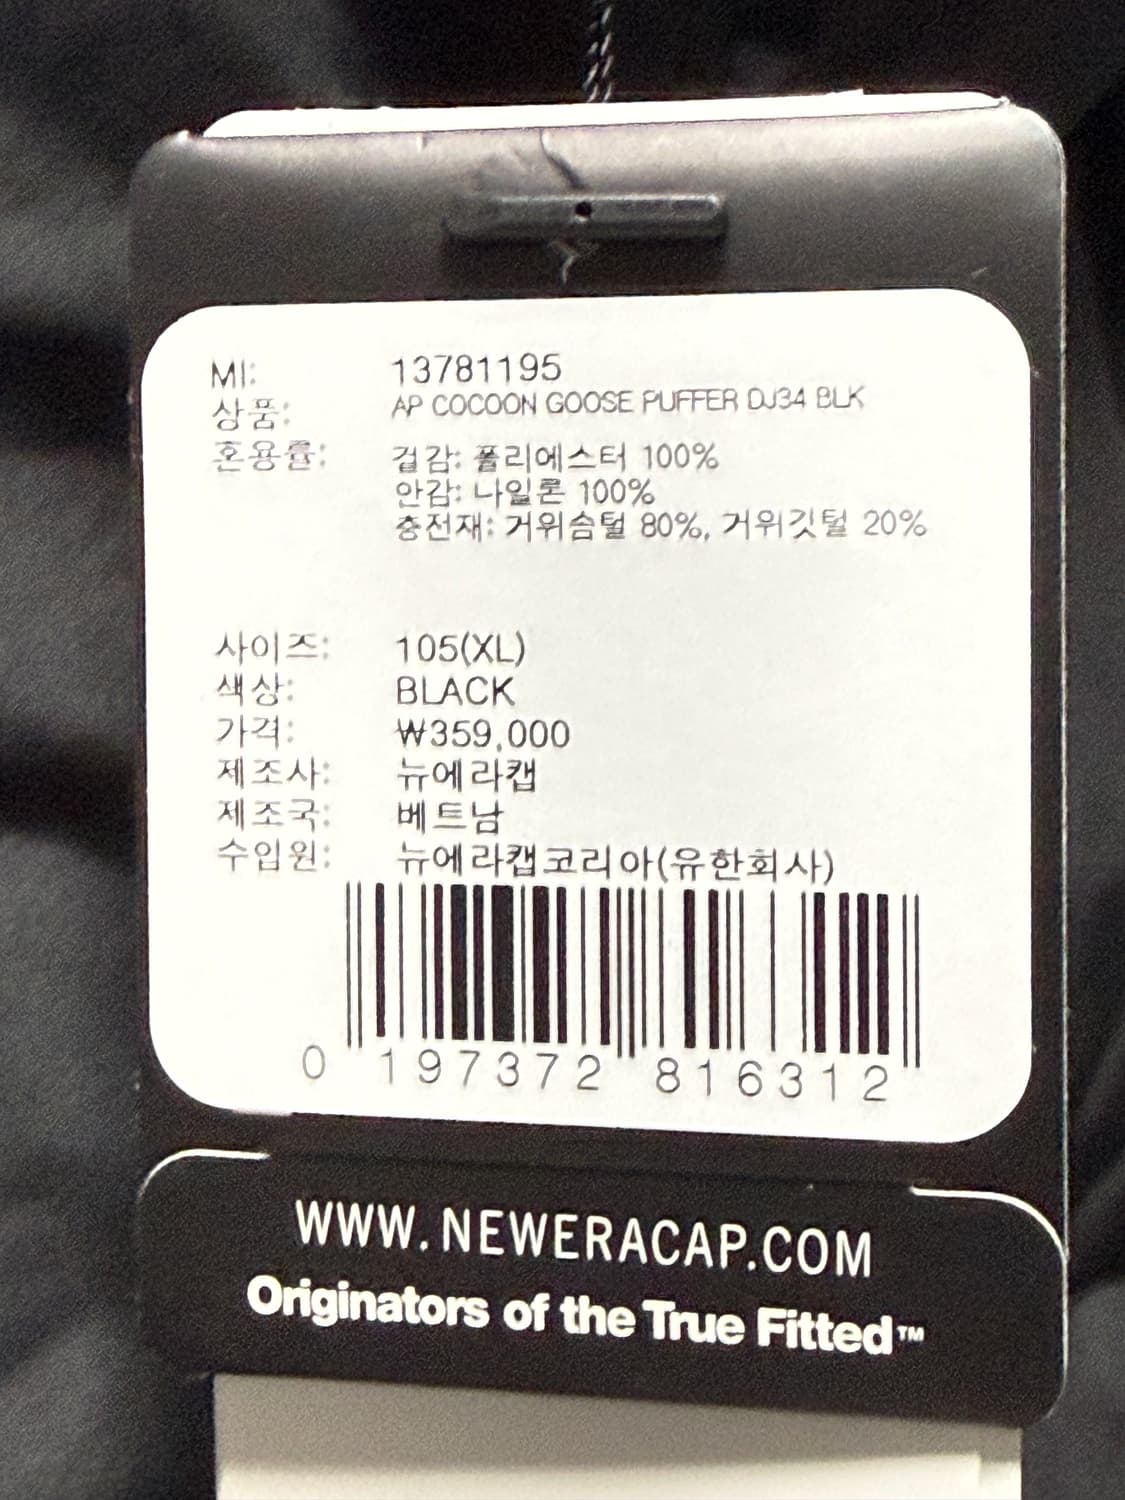 MI: 13781195
상품: AP COCOON GOOSE PUFFER DJ34 BLK
혼용률: 겉감: 폴리에스터 100%
안감: 나일론 100%
충전재: 거위솜털 80%, 거위깃털 20%
사이즈: 105(XL)
색상: BLACK
가격: ₩359,000
제조사: 뉴에라캡
제조국: 베트남
수입원: 뉴에라캡코리아(유한회사)
0 197372 816312
WWW.NEWERACAP.COM
Originators of the True Fitted™